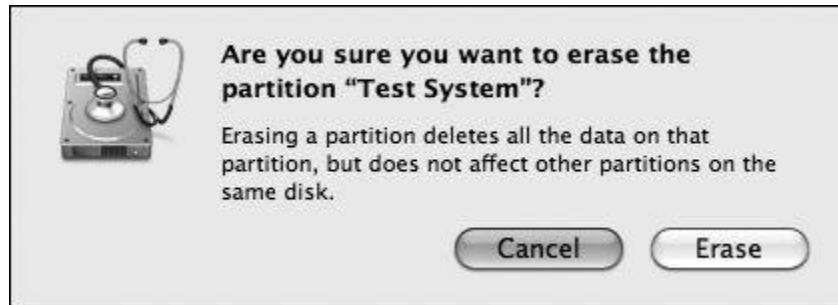 Are you sure you want to erase the
partition “Test System”?
Erasing a partition deletes all the data on that
partition, but does not affect other partitions on the
same disk.
Cancel Erase